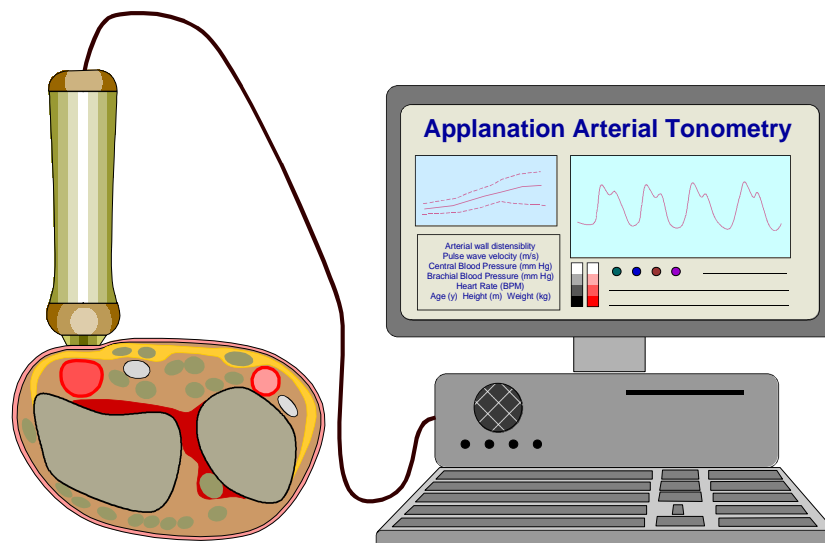 Applanation Arterial Tonometry
Arterial wall distensiblity
Pulse wave velocity (m/s)
Central Blood Pressure (mm Hg)
Brachial Blood Pressure (mm Hg)
Heart Rate (BPM)
Age (y) Height (m) Weight (kg)